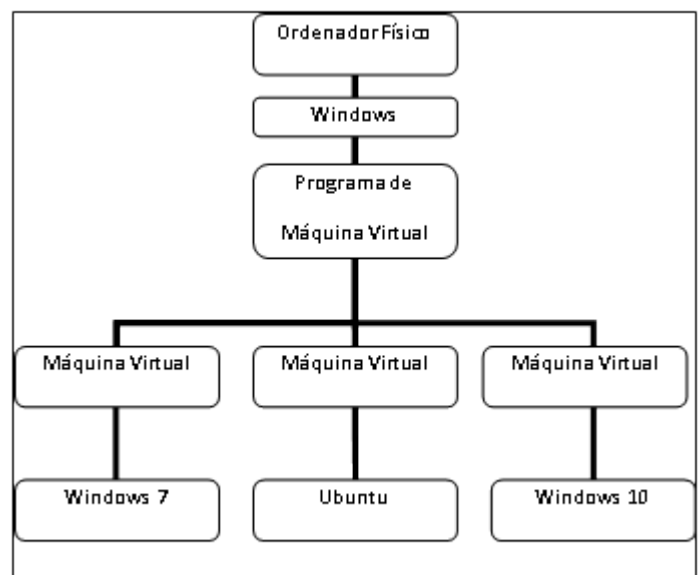 Ordenador Físico
Windows
Programa de
Máquina Virtual
Máquina Virtual
Máquina Virtual
Máquina Virtual
Windows 7
Ubuntu
Windows 10